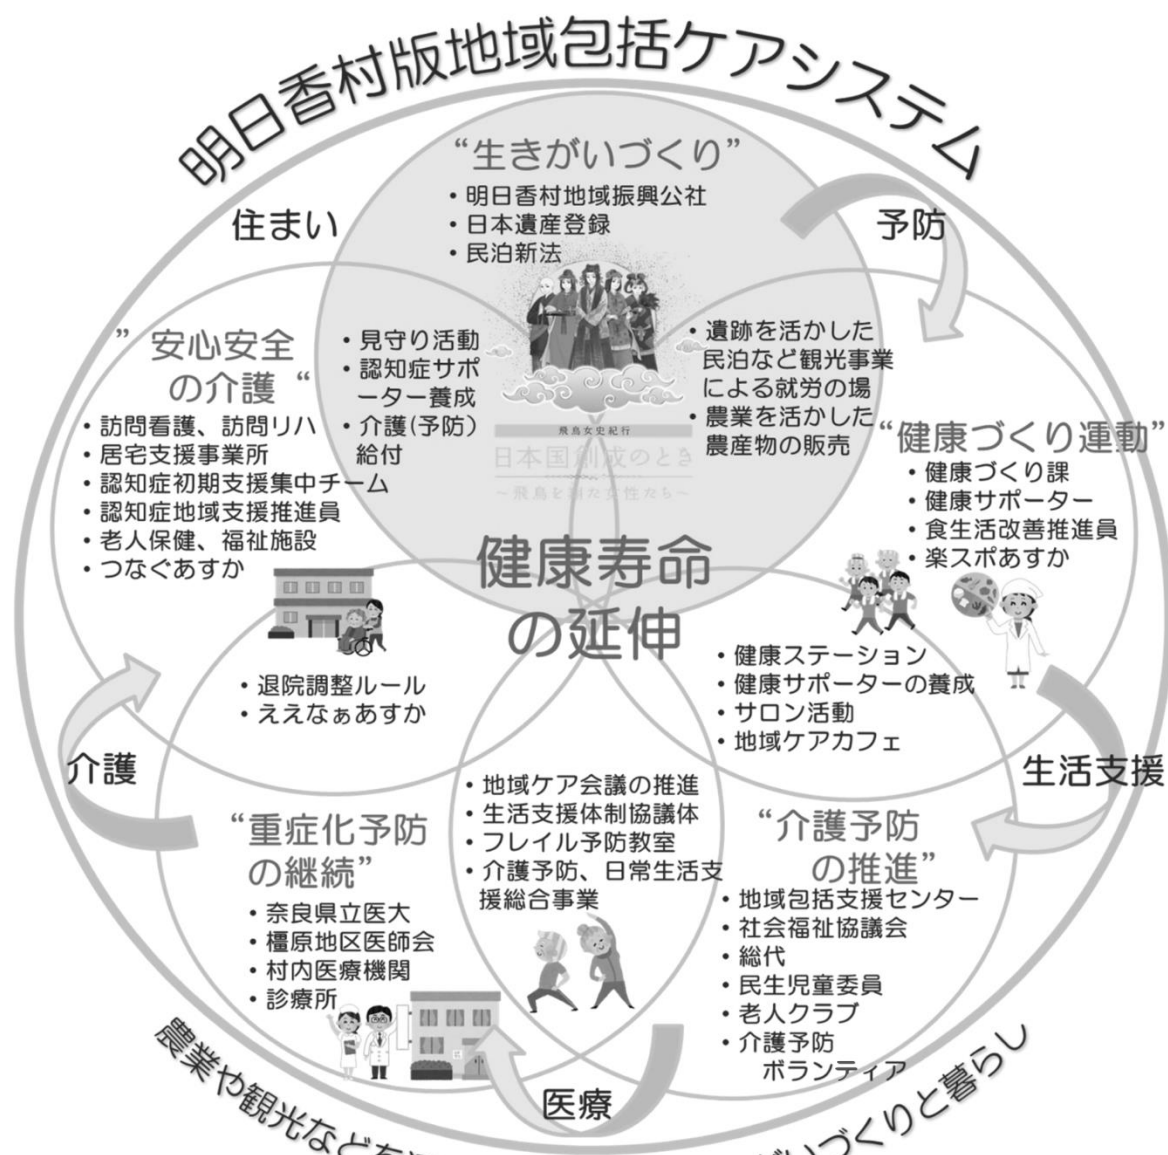 明日香村版地域包括ケアシステム
“生きがいづくり”
・明日香村地域振興公社
・日本遺産登録
・民泊新法
住まい
予防
” 安心安全
の介護 “
・訪問看護、訪問リハ
・居宅支援事業所
・認知症初期支援集中チーム
・認知症地域支援推進員
・老人保健、福祉施設
・つなぐあすか
・見守り活動
・認知症サポ
ーター養成
・介護(予防)
給付
飛鳥女史紀行
日本国創成のとき
～飛鳥を翔た女性たち～
・遺跡を活かした
民泊など観光事業
による就労の場
・農業を活かした
農産物の販売
“健康づくり運動”
・健康づくり課
・健康サポーター
・食生活改善推進員
・楽スポあすか
健康寿命
の延伸
・退院調整ルール
・ええなぁあすか
・健康ステーション
・健康サポーターの養成
・サロン活動
・地域ケアカフェ
介護
生活支援
・地域ケア会議の推進
・生活支援体制協議体
・フレイル予防教室
・介護予防、日常生活支
援総合事業
“重症化予防
の継続”
・奈良県立医大
・橿原地区医師会
・村内医療機関
・診療所
“介護予防
の推進”
・地域包括支援センター
・社会福祉協議会
・総代
・民生児童委員
・老人クラブ
・介護予防
ボランティア
医療
農業や観光などを
がいづくりと暮らし